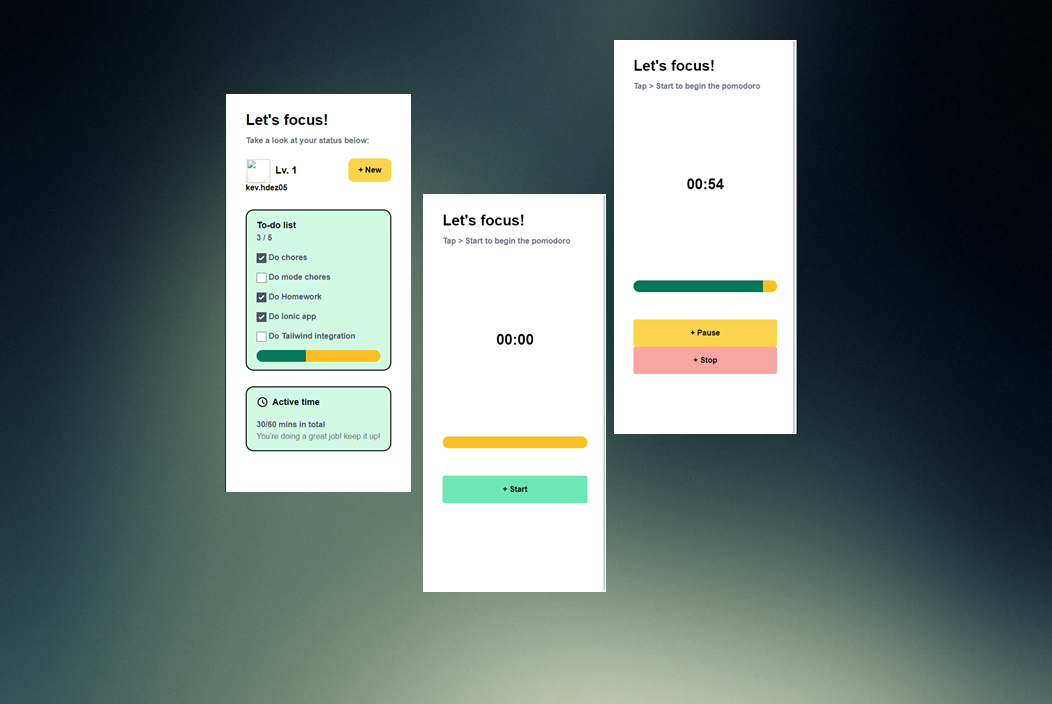 Let's focus!
Take a look at your status below:
Lv. 1
+ New
kev.hdez05
To-do list
3 / 5
Do chores
Do mode chores
Do Homework
Do Ionic app
Do Tailwind integration
Active time
30/60 mins in total
You're doing a great job! keep it up!
Let's focus!
Tap > Start to begin the pomodoro
00:00
+ Start
Let's focus!
Tap > Start to begin the pomodoro
00:54
+ Pause
+ Stop